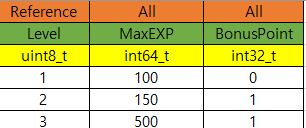 Reference All All
Level MaxEXP BonusPoint
uint8_t int64_t int32_t
1 100 0
2 150 1
3 500 1